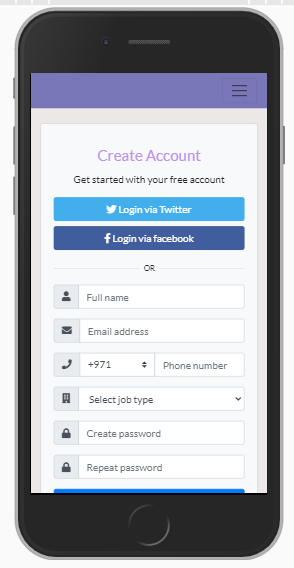 Create Account
Get started with your free account
Login via Twitter
Login via facebook
OR
Full name
Email address
+971 Phone number
Select job type
Create password
Repeat password